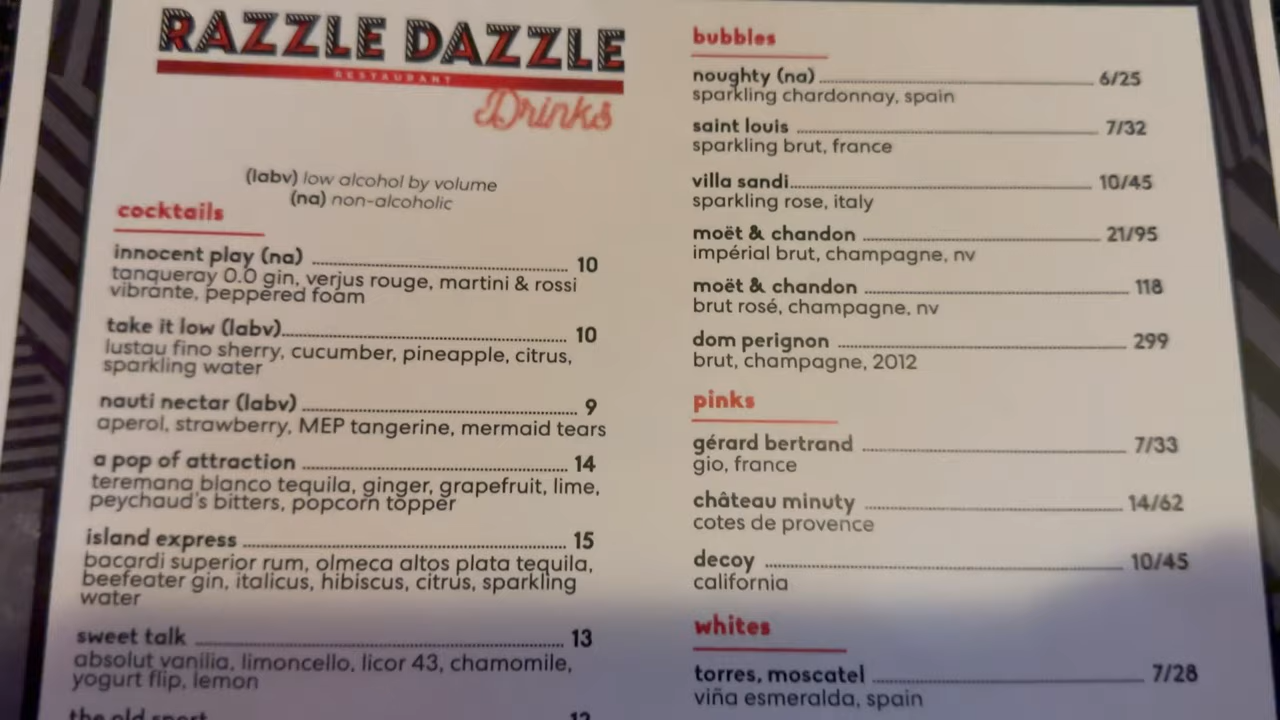 RAZZLE DAZZLE
RESTAURANT
Drinks
(labv) low alcohol by volume
(na) non-alcoholic
cocktails
innocent play (na) 10
tanqueray 0.0 gin, verjus rouge, martini & rossi
vibrante, peppered foam
take it low (labv) 10
lustau fino sherry, cucumber, pineapple, citrus,
sparkling water
nauti nectar (labv) 9
aperol, strawberry, MEP tangerine, mermaid tears
a pop of attraction 14
teremana blanco tequila, ginger, grapefruit, lime,
peychaud's bitters, popcorn topper
island express 15
bacardi superior rum, olmeca altos plata tequila,
beefeater gin, italicus, hibiscus, citrus, sparkling
water
sweet talk 13
absolut vanilia, limoncello, licor 43, chamomile,
yogurt flip, lemon
the old sport 12
bubbles
noughty (na) 6/25
sparkling chardonnay, spain
saint louis 7/32
sparkling brut, france
villa sandi 10/45
sparkling rose, italy
moët & chandon 21/95
impérial brut, champagne, nv
moët & chandon 118
brut rosé, champagne, nv
dom perignon 299
brut, champagne, 2012
pinks
gérard bertrand 7/33
gio, france
château minuty 14/62
cotes de provence
decoy 10/45
california
whites
torres, moscatel 7/28
viña esmeralda, spain